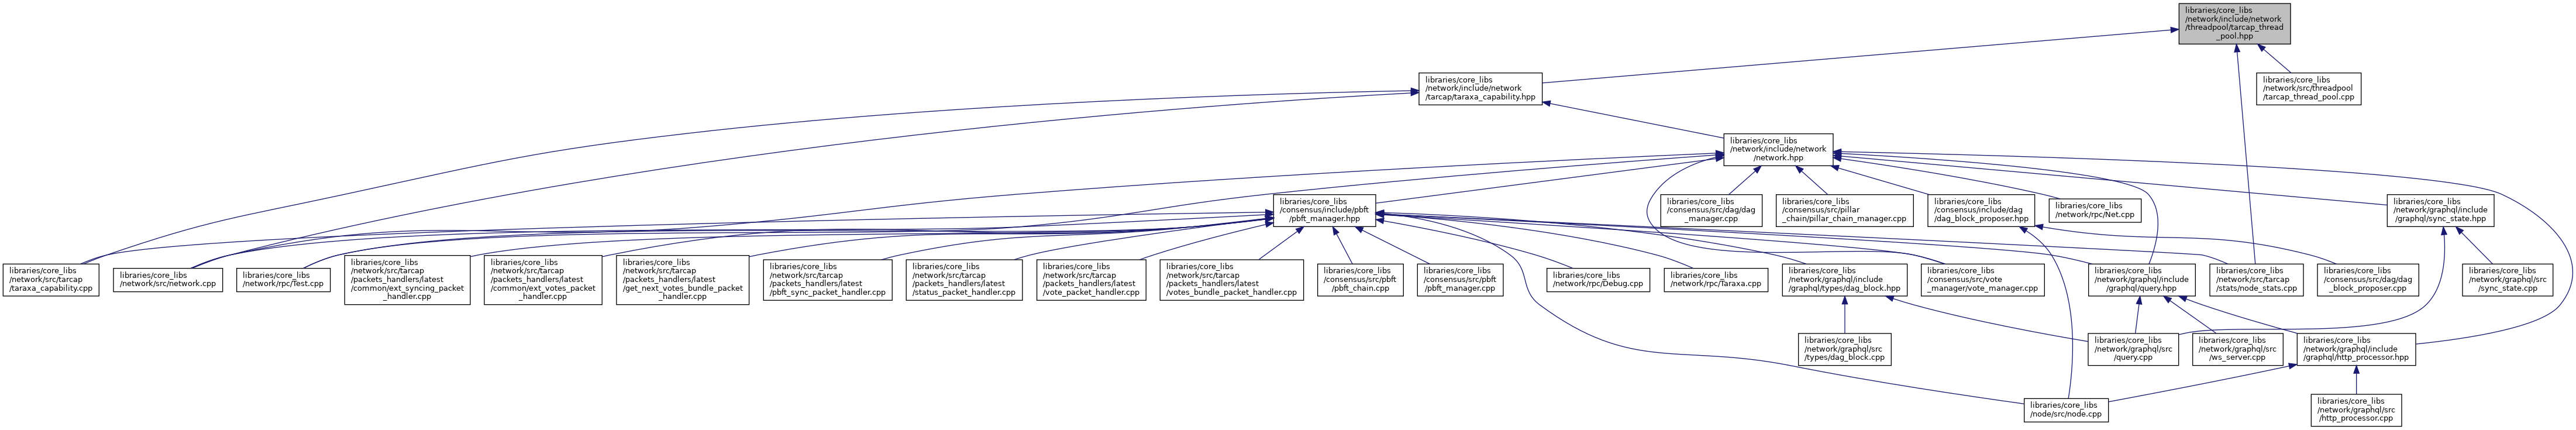 libraries/core_libs
/network/include/network
/threadpool/tarcap_thread
_pool.hpp
libraries/core_libs
/network/include/network
/tarcap/taraxa_capability.hpp
libraries/core_libs
/network/src/threadpool
/tarcap_thread_pool.cpp
libraries/core_libs
/network/include/network
/network.hpp
libraries/core_libs
/consensus/include/pbft
/pbft_manager.hpp
libraries/core_libs
/consensus/src/dag/dag
_manager.cpp
libraries/core_libs
/consensus/src/pillar
_chain/pillar_chain_manager.cpp
libraries/core_libs
/consensus/include/dag
/dag_block_proposer.hpp
libraries/core_libs
/network/rpc/Net.cpp
libraries/core_libs
/network/graphql/include
/graphql/sync_state.hpp
libraries/core_libs
/network/src/tarcap
/taraxa_capability.cpp
libraries/core_libs
/network/src/network.cpp
libraries/core_libs
/network/rpc/Test.cpp
libraries/core_libs
/network/src/tarcap
/packets_handlers/latest
/common/ext_syncing_packet
_handler.cpp
libraries/core_libs
/network/src/tarcap
/packets_handlers/latest
/common/ext_votes_packet
_handler.cpp
libraries/core_libs
/network/src/tarcap
/packets_handlers/latest
/get_next_votes_bundle_packet
_handler.cpp
libraries/core_libs
/network/src/tarcap
/packets_handlers/latest
/pbft_sync_packet_handler.cpp
libraries/core_libs
/network/src/tarcap
/packets_handlers/latest
/status_packet_handler.cpp
libraries/core_libs
/network/src/tarcap
/packets_handlers/latest
/vote_packet_handler.cpp
libraries/core_libs
/network/src/tarcap
/packets_handlers/latest
/votes_bundle_packet_handler.cpp
libraries/core_libs
/consensus/src/pbft
/pbft_chain.cpp
libraries/core_libs
/consensus/src/pbft
/pbft_manager.cpp
libraries/core_libs
/network/rpc/Debug.cpp
libraries/core_libs
/network/rpc/Taraxa.cpp
libraries/core_libs
/network/graphql/include
/graphql/types/dag_block.hpp
libraries/core_libs
/consensus/src/vote
_manager/vote_manager.cpp
libraries/core_libs
/network/graphql/include
/graphql/query.hpp
libraries/core_libs
/network/src/tarcap
/stats/node_stats.cpp
libraries/core_libs
/consensus/src/dag/dag
_block_proposer.cpp
libraries/core_libs
/network/graphql/src
/sync_state.cpp
libraries/core_libs
/network/graphql/src
/types/dag_block.cpp
libraries/core_libs
/network/graphql/src
/query.cpp
libraries/core_libs
/network/graphql/src
/ws_server.cpp
libraries/core_libs
/network/graphql/include
/graphql/http_processor.hpp
libraries/core_libs
/node/src/node.cpp
libraries/core_libs
/network/graphql/src
/http_processor.cpp